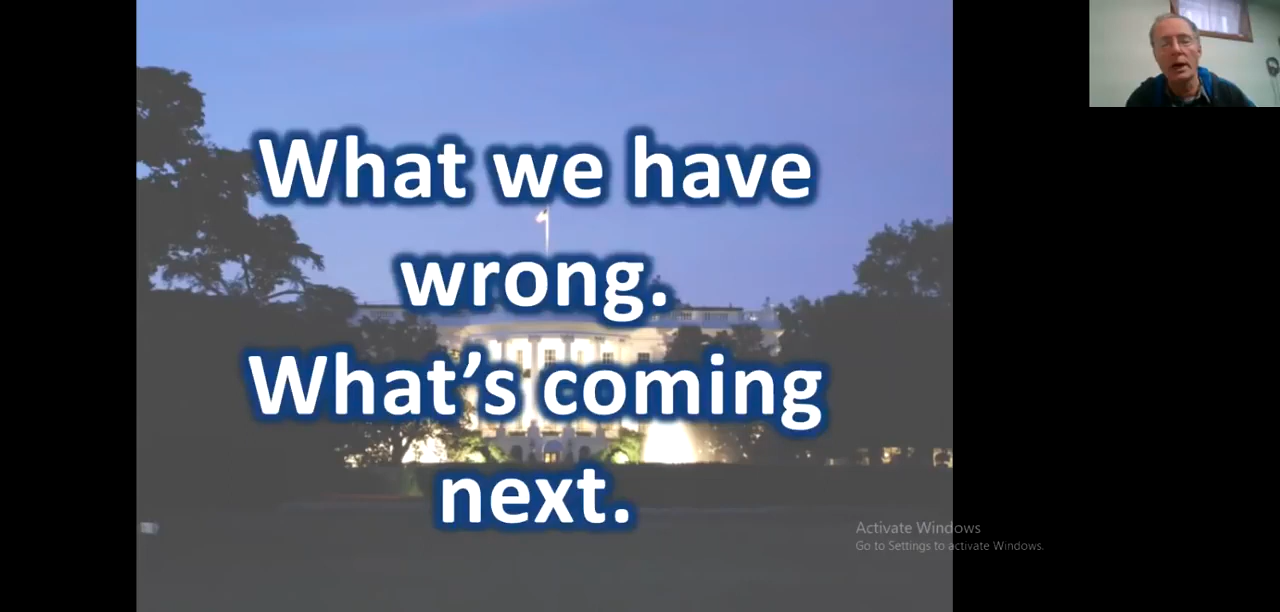 What we have
wrong.
What’s coming
next.
Activate Windows
Go to Settings to activate Windows.